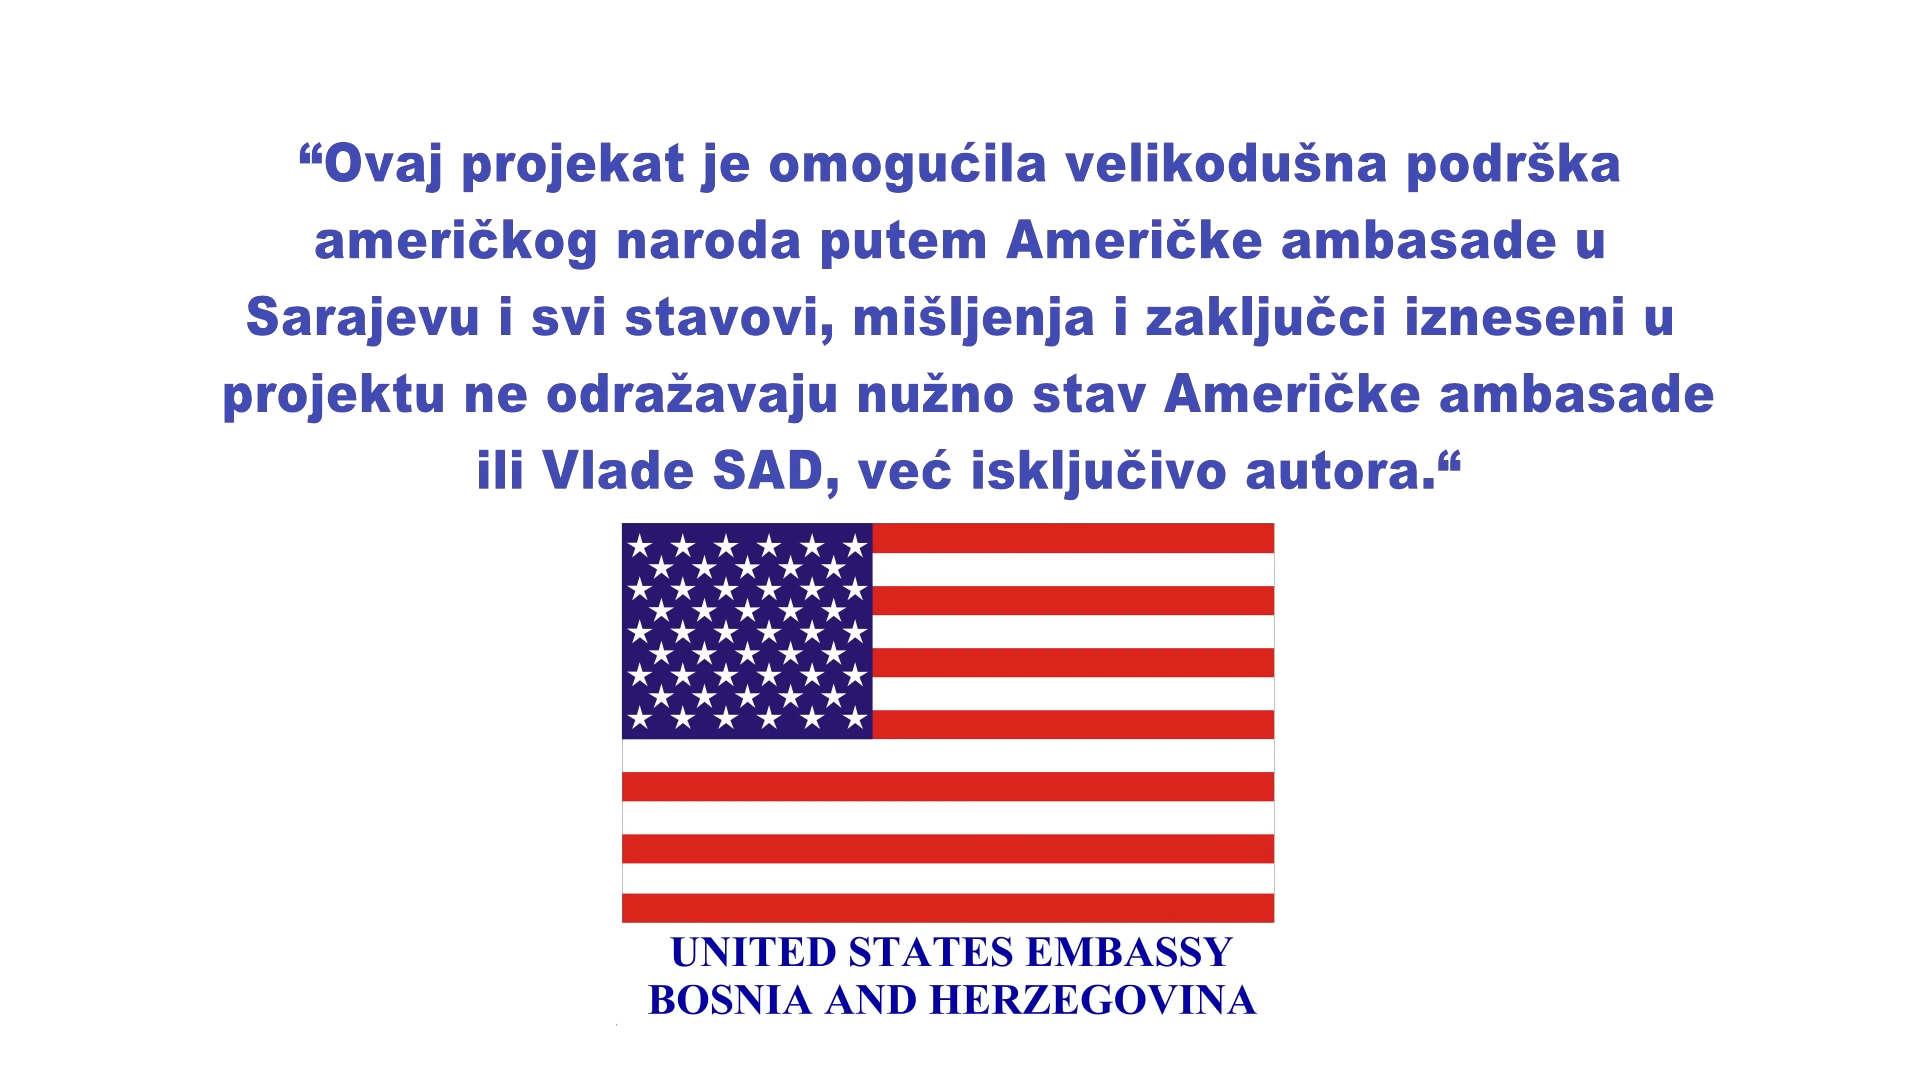 “Ovaj projekat je omogućila velikodušna podrška
američkog naroda putem Američke ambasade u
Sarajevu i svi stavovi, mišljenja i zaključci izneseni u
projektu ne odražavaju nužno stav Američke ambasade
ili Vlade SAD, već isključivo autora.“
UNITED STATES EMBASSY
BOSNIA AND HERZEGOVINA